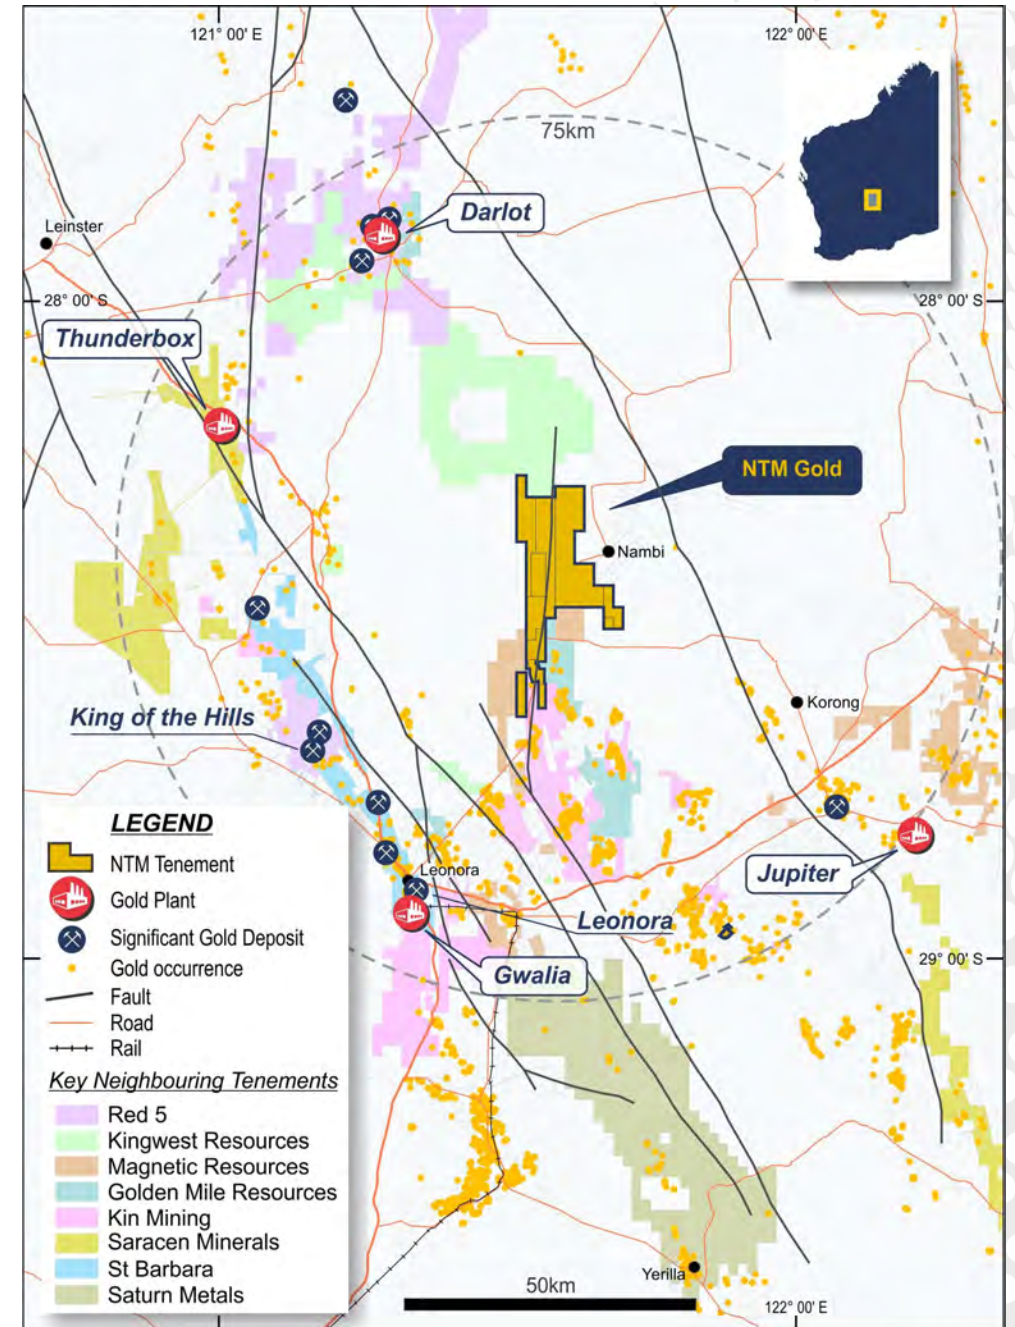 121° 00' E
122° 00' E
75km
Darlot
Leinster
28° 00' S
28° 00' S
Thunderbox
NTM Gold
Nambi
King of the Hills
Korong
LEGEND
NTM Tenement
Gold Plant
Significant Gold Deposit
Gold occurrence
Fault
Road
Rail
Key Neighbouring Tenements
Red 5
Kingwest Resources
Magnetic Resources
Golden Mile Resources
Kin Mining
Saracen Minerals
St Barbara
Saturn Metals
Leonora
Jupiter
Leonora
Gwalia
29° 00' S
Yerilla
50km
122° 00' E